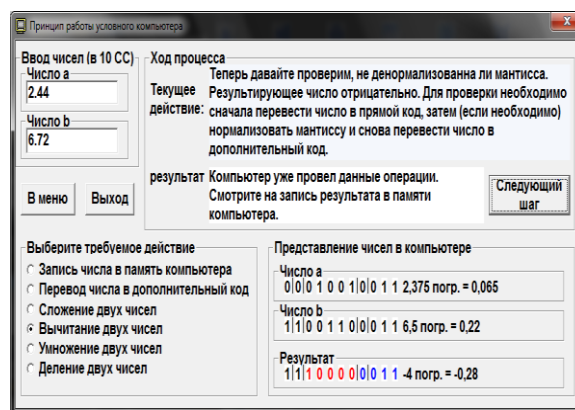 Принцип работы условного компьютера
Ввод чисел (в 10 СС)
Число a
2.44
Число b
6.72
В меню
Выход
Ход процесса
Текущее действие:
Теперь давайте проверим, не денормализованна ли мантисса.
Результирующее число отрицательно. Для проверки необходимо
сначала перевести число в прямой код, затем (если необходимо)
нормализовать мантиссу и снова перевести число в
дополнительный код.
результат
Компьютер уже провел данные операции.
Смотрите на запись результата в памяти
компьютера.
Следующий
шаг
Выберите требуемое действие
Запись числа в память компьютера
Перевод числа в дополнительный код
Сложение двух чисел
Вычитание двух чисел
Умножение двух чисел
Деление двух чисел
Представление чисел в компьютере
Число a
0|0|0 1 0 0 1 0|0|0 1 1 2,375 погр. = 0,065
Число b
1|1|0 0 1 1 0 0|0|0 1 1 6,5 погр. = 0,22
Результат
1|1|1 0 0 0 0 0|0|0 1 1 -4 погр. = -0,28